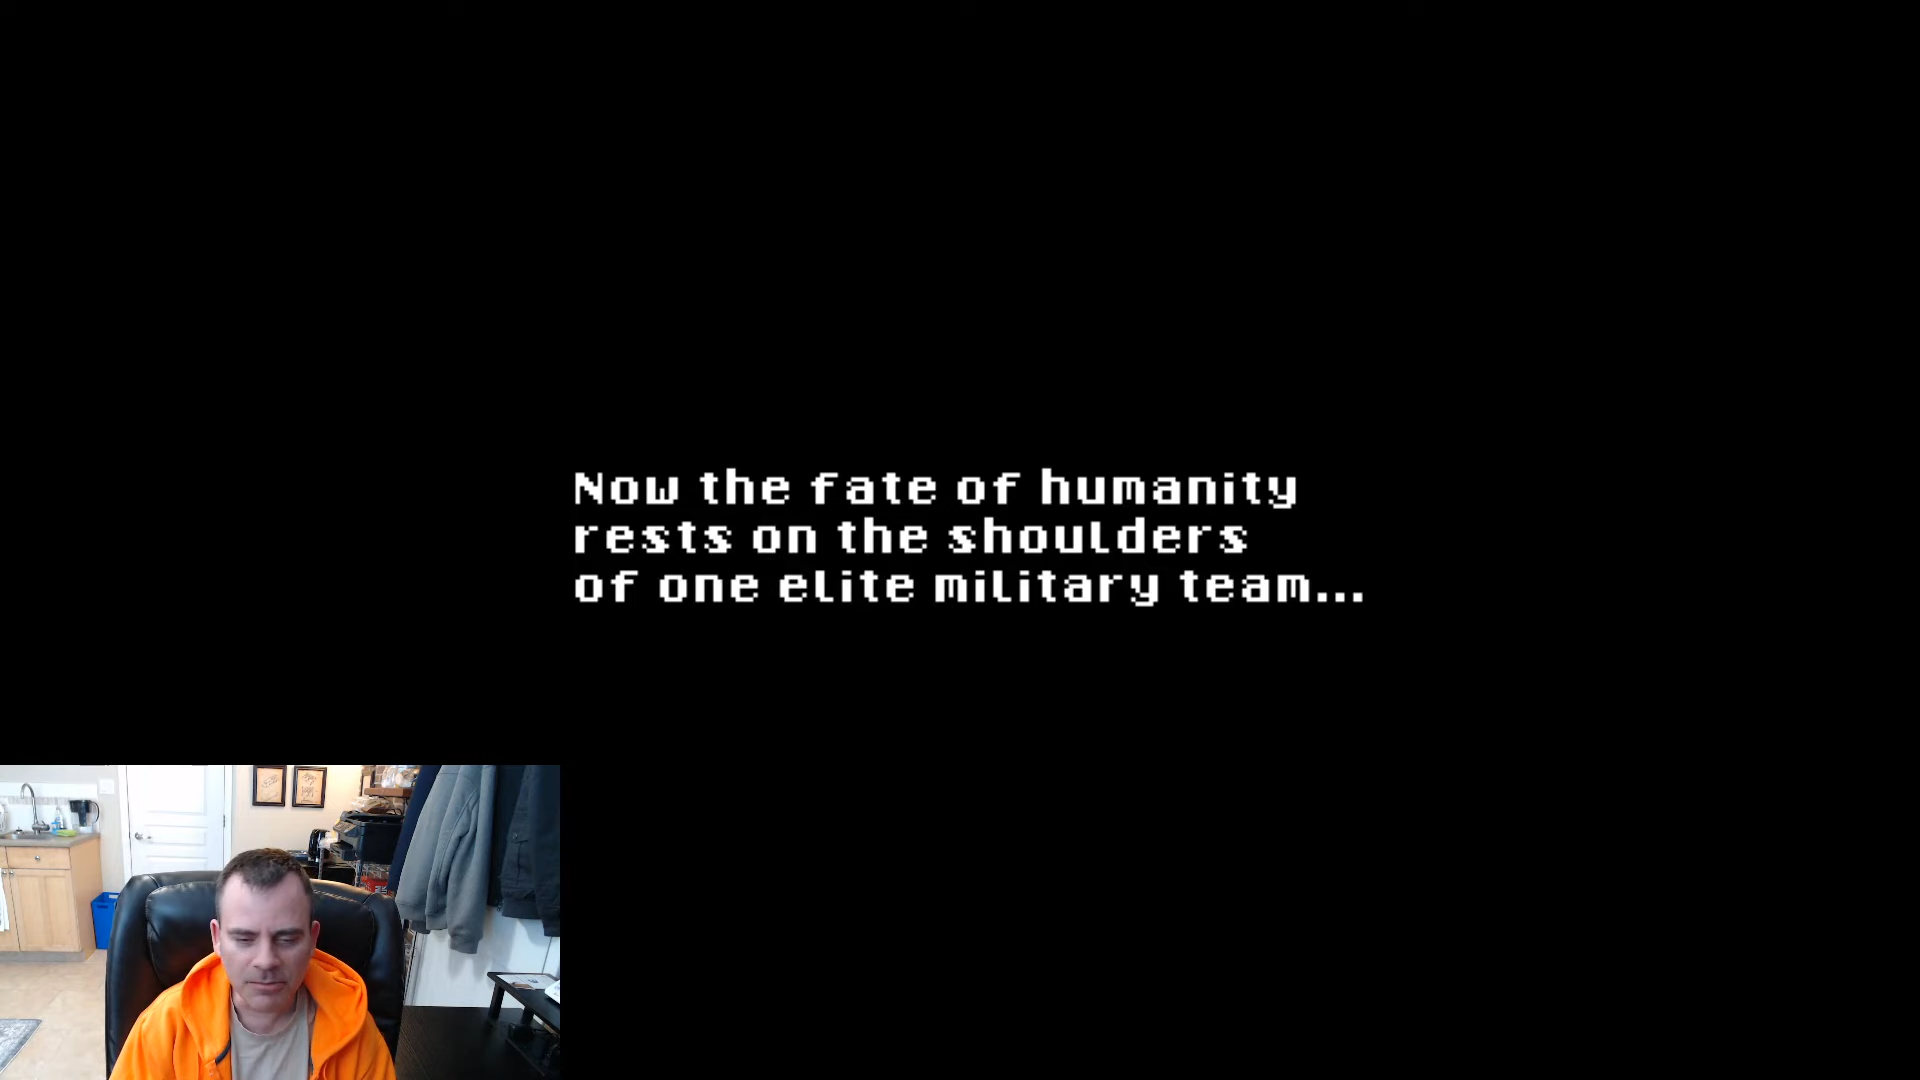 Now the fate of humanity
rests on the shoulders
of one elite military team...